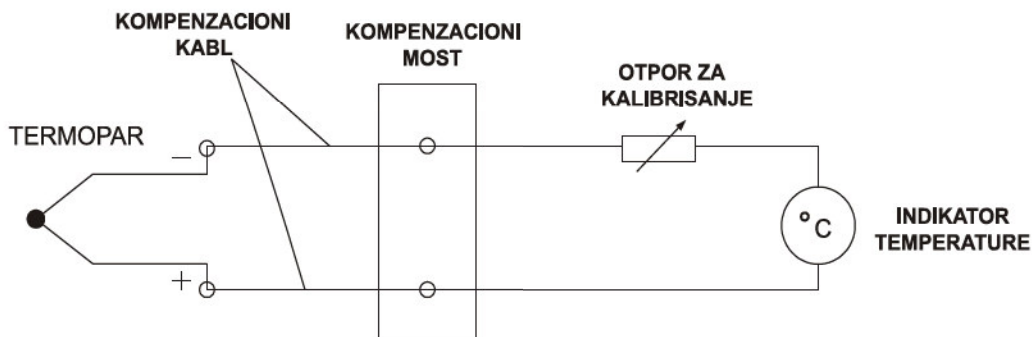 KOMPENZACIONI
KABL
KOMPENZACIONI
MOST
OTPOR ZA
KALIBRISANJE
TERMOPAR
−
+
°C
INDIKATOR
TEMPERATURE